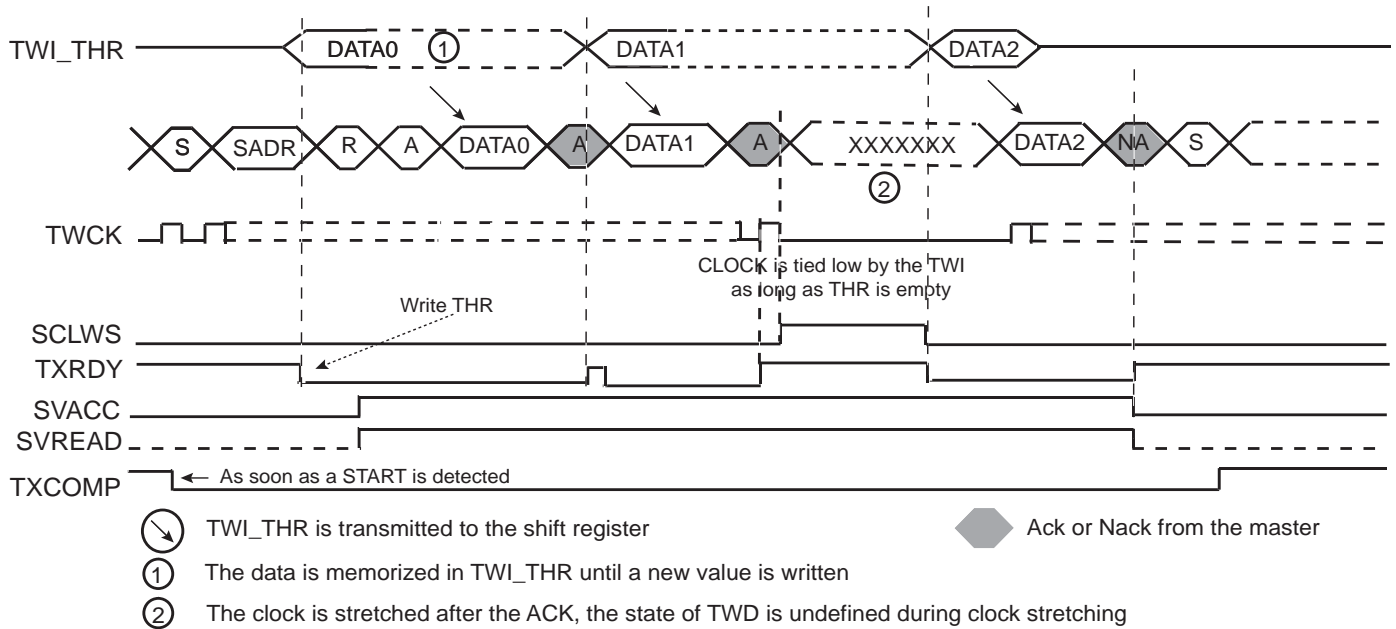 TWI_THR DATA0 1 DATA1 DATA2
S SADR R A DATA0 A DATA1 A XXXXXXX DATA2 NA S
2
TWCK
CLOCK is tied low by the TWI
as long as THR is empty
Write THR
SCLWS
TXRDY
SVACC
SVREAD
TXCOMP As soon as a START is detected
TWI_THR is transmitted to the shift register Ack or Nack from the master
1 The data is memorized in TWI_THR until a new value is written
2 The clock is stretched after the ACK, the state of TWD is undefined during clock stretching